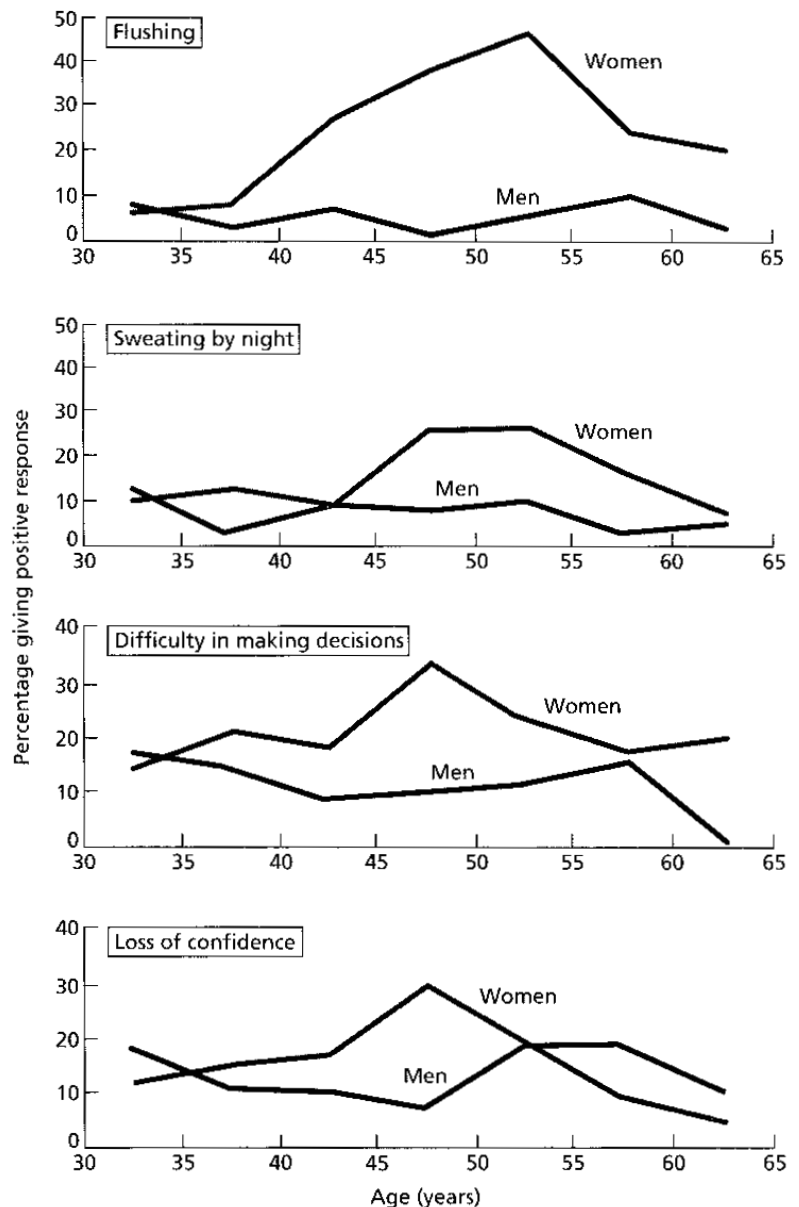 50
Flushing
40
Women
30
20
Men
10
0
30 35 40 45 50 55 60 65
50
Sweating by night
40
30
Women
20
Men
10
0
30 35 40 45 50 55 60 65
40
Difficulty in making decisions
30
Women
20
Men
10
0
30 35 40 45 50 55 60 65
40
Loss of confidence
30
Women
20
Men
10
0
30 35 40 45 50 55 60 65
Percentage giving positive response
Age (years)